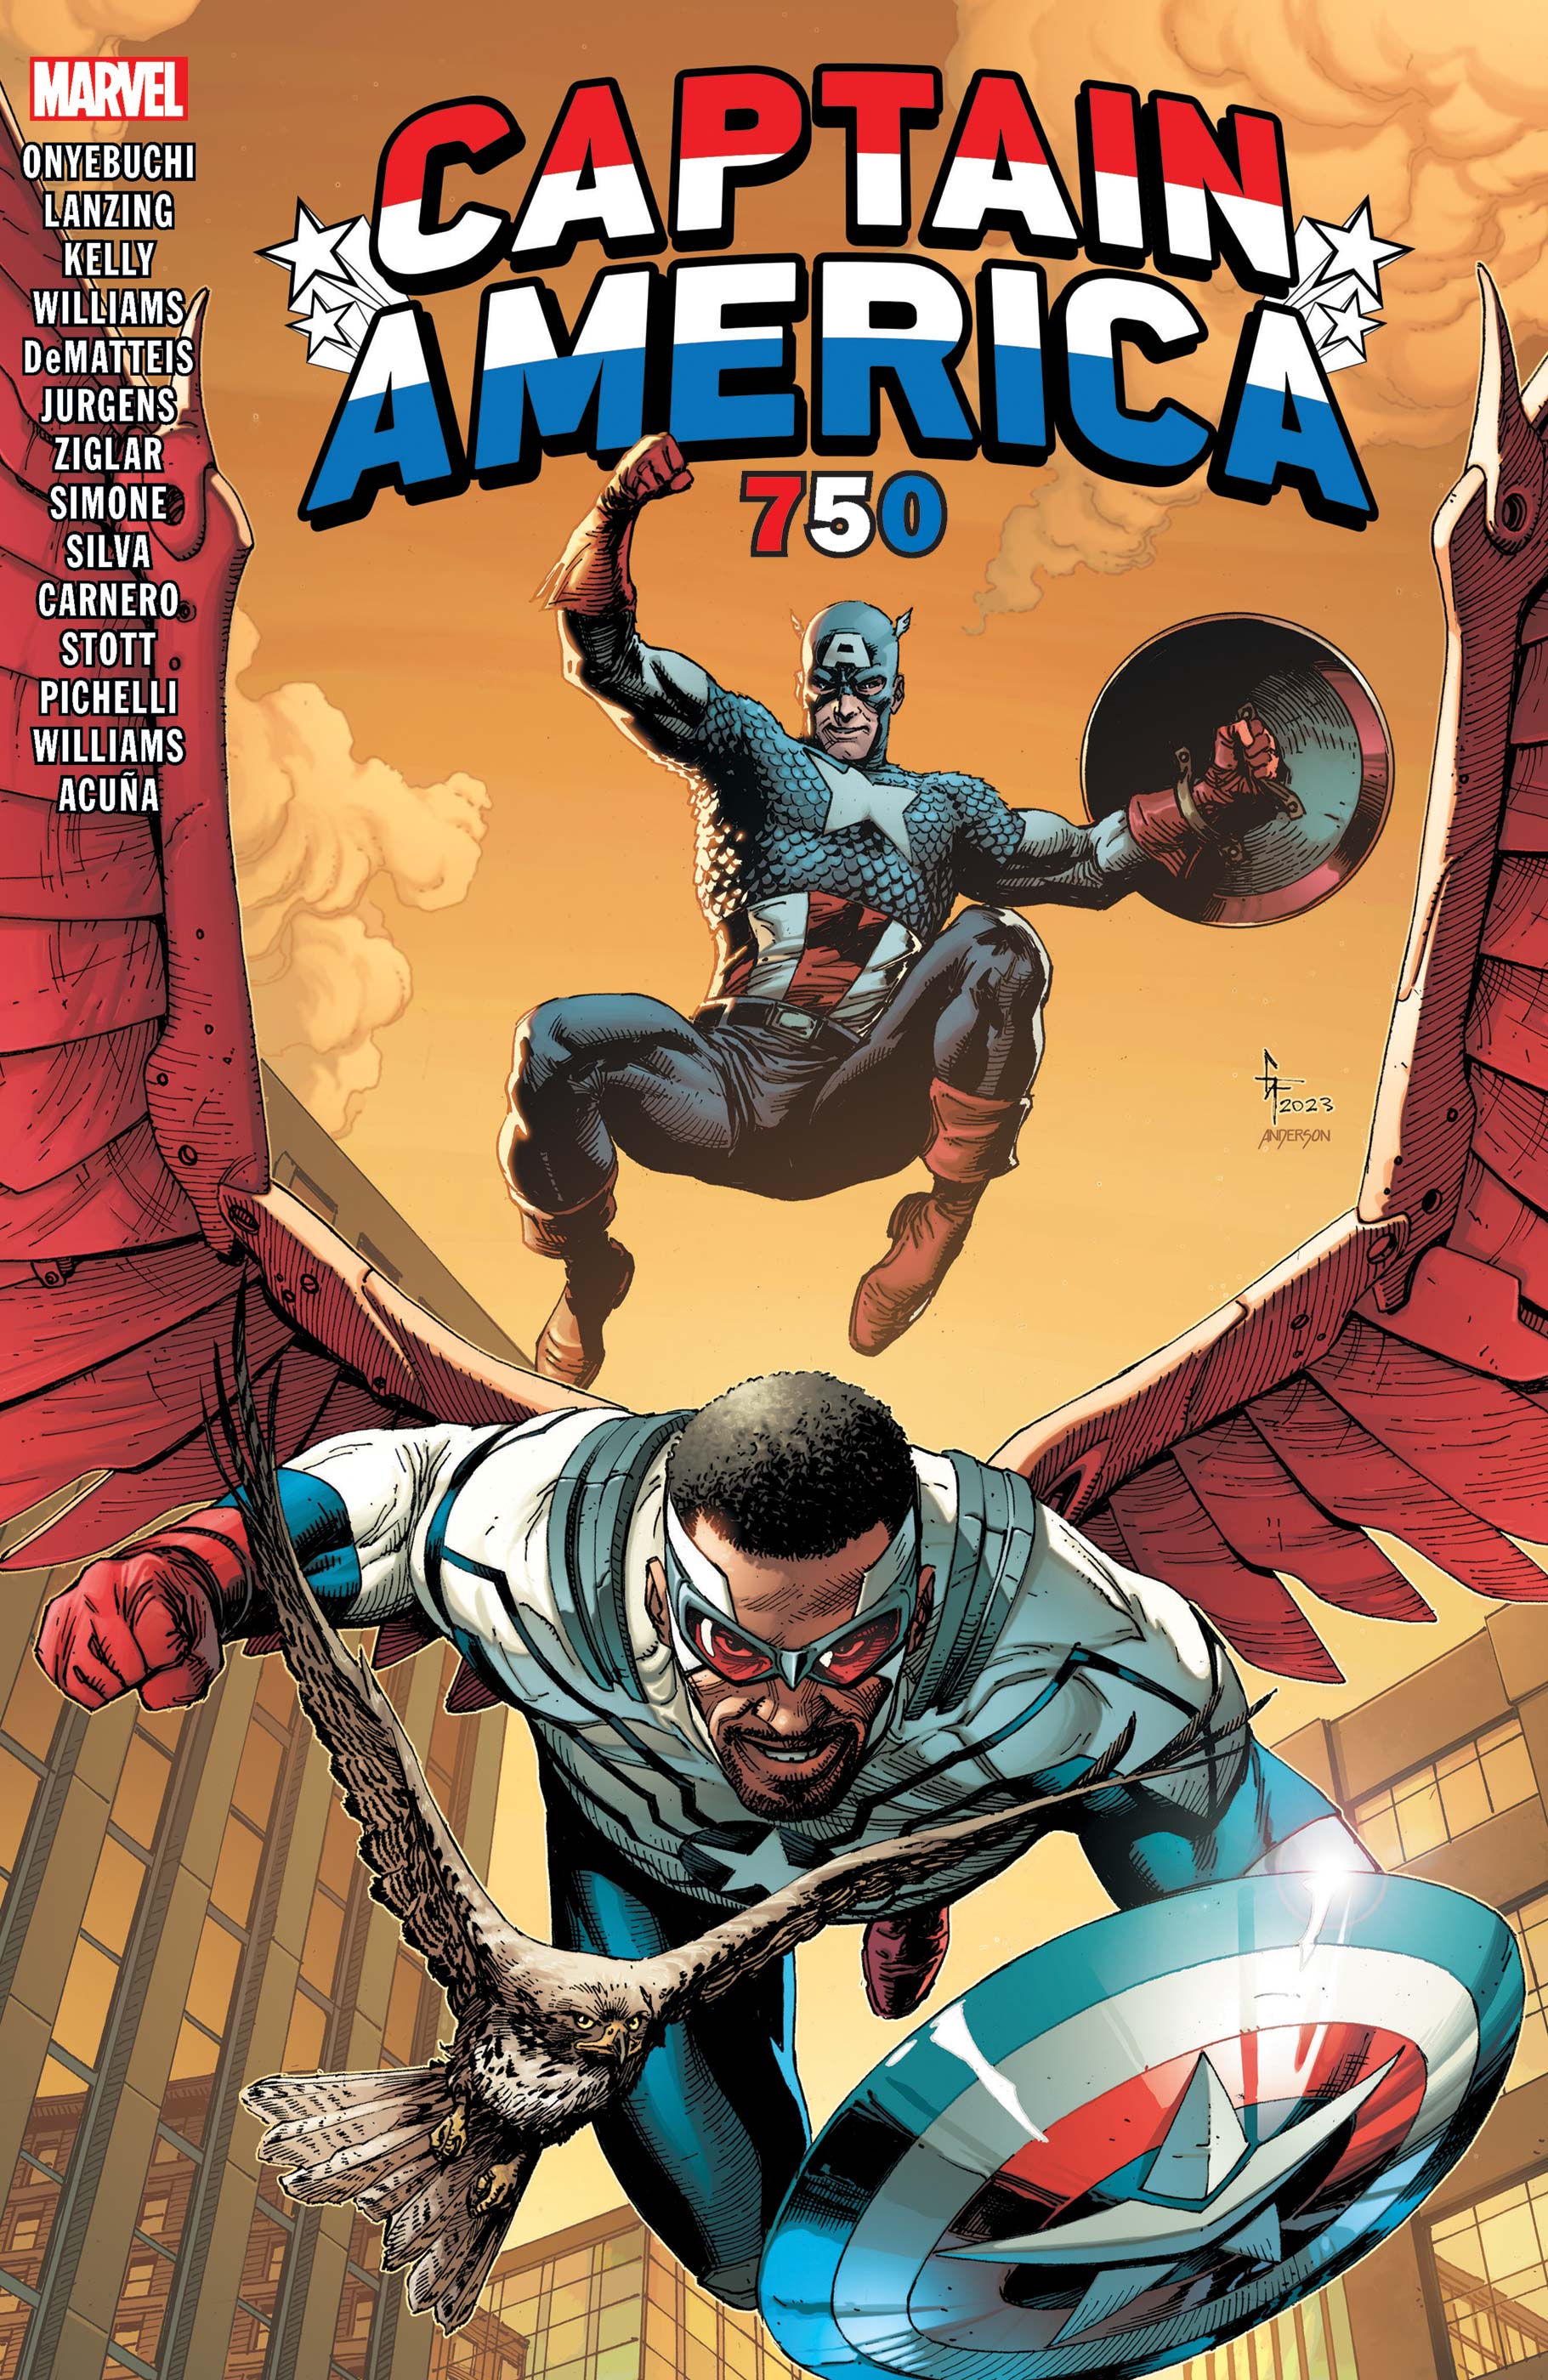 MARVEL
ONYEBUCHI
LANZING
KELLY
WILLIAMS
DeMATTEIS
JURGENS
ZIGLAR
SIMONE
SILVA
CARNERO
STOTT
PICHELLI
WILLIAMS
ACUÑA
CAPTAIN
AMERICA
750
A
GF
2023
ANDERSON